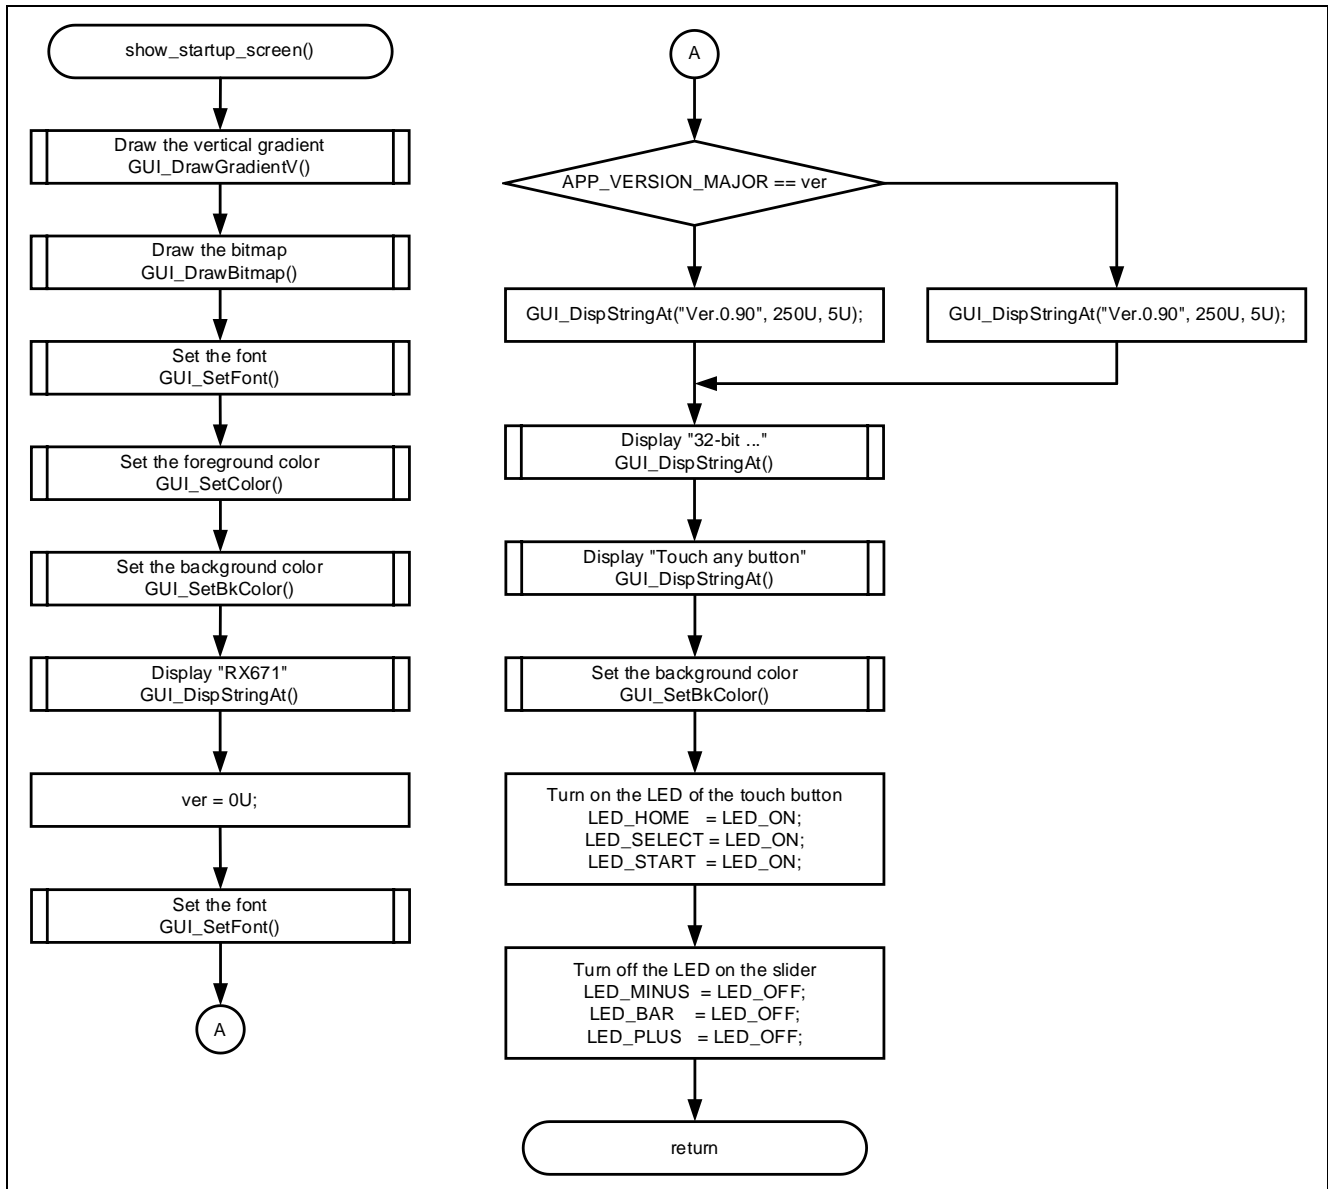 show_startup_screen()
Draw the vertical gradient
GUI_DrawGradientV()
Draw the bitmap
GUI_DrawBitmap()
Set the font
GUI_SetFont()
Set the foreground color
GUI_SetColor()
Set the background color
GUI_SetBkColor()
Display "RX671"
GUI_DispStringAt()
ver = 0U;
Set the font
GUI_SetFont()
A
A
APP_VERSION_MAJOR == ver
GUI_DispStringAt("Ver.0.90", 250U, 5U);
GUI_DispStringAt("Ver.0.90", 250U, 5U);
Display "32-bit ..."
GUI_DispStringAt()
Display "Touch any button"
GUI_DispStringAt()
Set the background color
GUI_SetBkColor()
Turn on the LED of the touch button
LED_HOME = LED_ON;
LED_SELECT = LED_ON;
LED_START = LED_ON;
Turn off the LED on the slider
LED_MINUS = LED_OFF;
LED_BAR = LED_OFF;
LED_PLUS = LED_OFF;
return